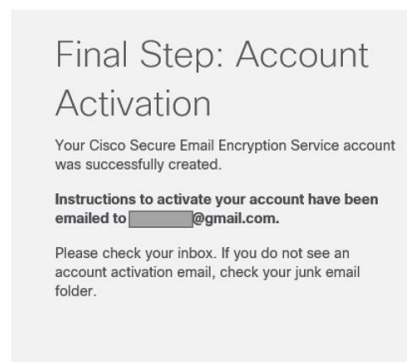 Final Step: Account
Activation
Your Cisco Secure Email Encryption Service account
was successfully created.
Instructions to activate your account have been
emailed to @gmail.com.
Please check your inbox. If you do not see an
account activation email, check your junk email
folder.